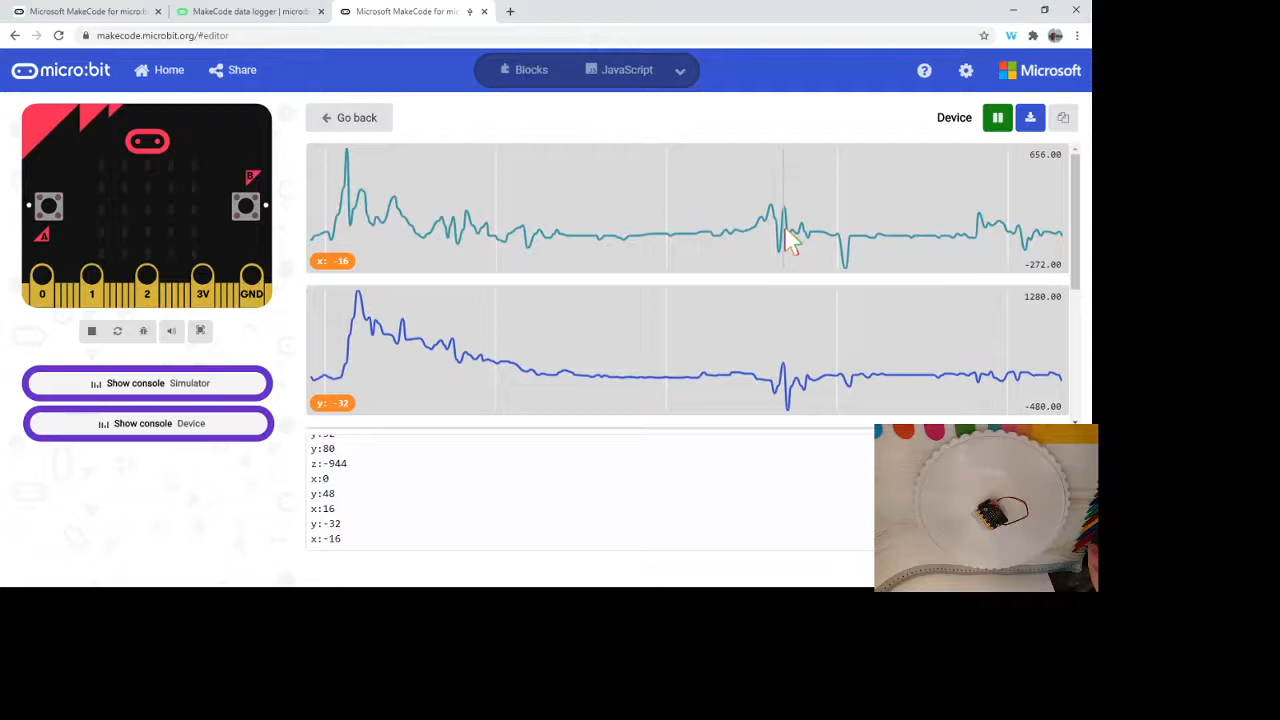 Microsoft MakeCode for micro:bit
MakeCode data logger | micro:b
Microsoft MakeCode for mic
makecode.microbit.org/#editor
micro:bit
Home
Share
Blocks
JavaScript
Microsoft
Go back
Device
A
B
0
1
2
3V
GND
656.00
-272.00
x: -16
1280.00
-480.00
y: -32
Show console Simulator
Show console Device
y:80
z:-944
x:0
y:48
x:16
y:-32
x:-16